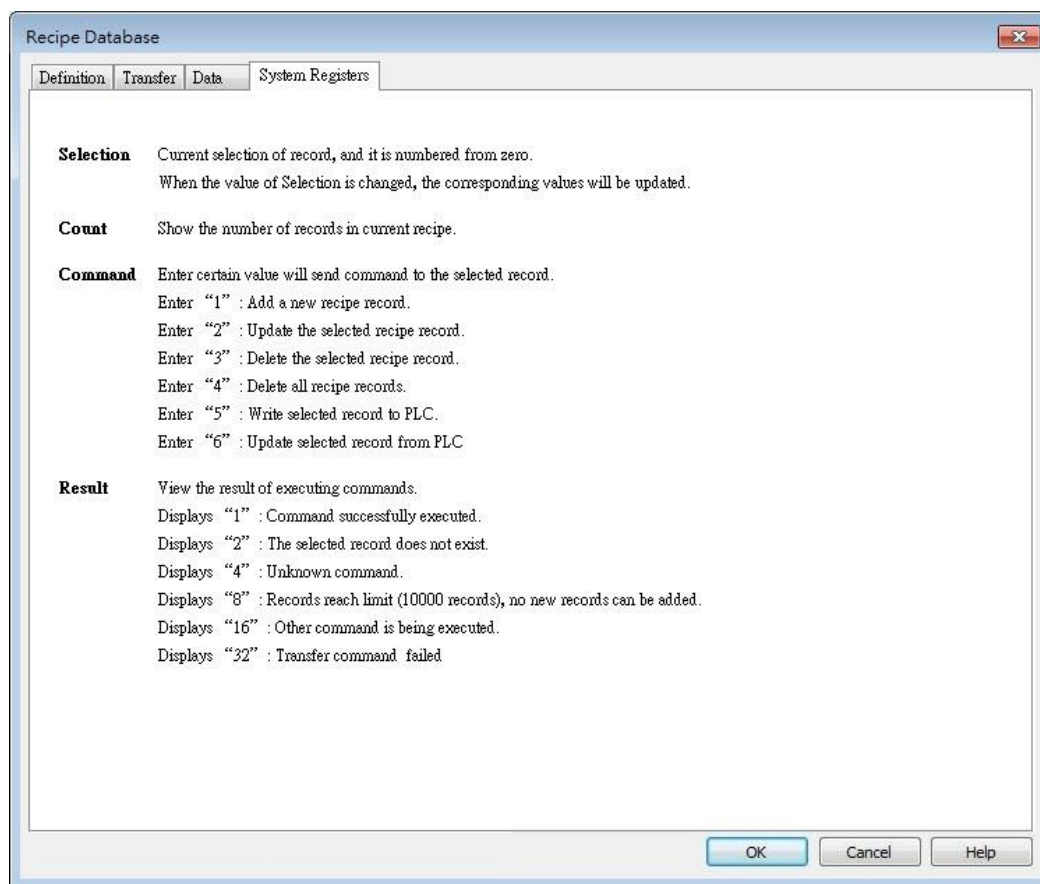 Recipe Database
Definition Transfer Data System Registers
Selection Current selection of record, and it is numbered from zero.
When the value of Selection is changed, the corresponding values will be updated.
Count Show the number of records in current recipe.
Command Enter certain value will send command to the selected record.
Enter “1” : Add a new recipe record.
Enter “2” : Update the selected recipe record.
Enter “3” : Delete the selected recipe record.
Enter “4” : Delete all recipe records.
Enter “5” : Write selected record to PLC.
Enter “6” : Update selected record from PLC
Result View the result of executing commands.
Displays “1” : Command successfully executed.
Displays “2” : The selected record does not exist.
Displays “4” : Unknown command.
Displays “8” : Records reach limit (10000 records), no new records can be added.
Displays “16” : Other command is being executed.
Displays “32” : Transfer command failed
OK Cancel Help